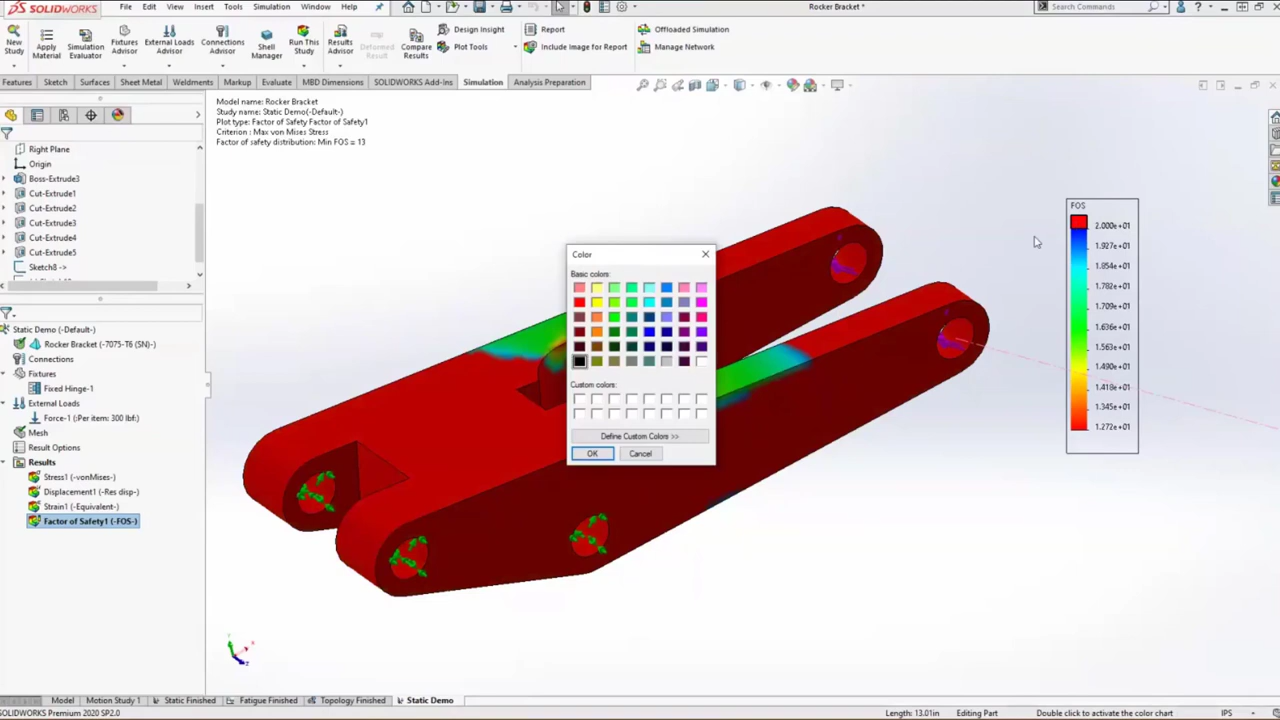 SOLIDWORKS File Edit View Insert Tools Simulation Window Help Rocker Bracket * Search Commands
New Study
Apply Material
Simulation Evaluator
Fixtures Advisor
External Loads Advisor
Connections Advisor
Shell Manager
Run This Study
Results Advisor
Deformed Result
Compare Results
Design Insight
Plot Tools
Report
Include Image for Report
Offloaded Simulation
Manage Network
Features Sketch Surfaces Sheet Metal Weldments Markup Evaluate MBD Dimensions SOLIDWORKS Add-Ins Simulation Analysis Preparation
Model name: Rocker Bracket
Study name: Static Demo(-Default-)
Plot type: Factor of Safety Factor of Safety1
Criterion : Max von Mises Stress
Factor of safety distribution: Min FOS = 13
Right Plane
Origin
Boss-Extrude3
Cut-Extrude1
Cut-Extrude2
Cut-Extrude3
Cut-Extrude4
Cut-Extrude5
Sketch8 ->
Static Demo (-Default-)
Rocker Bracket (-7075-T6 (SN)-)
Connections
Fixtures
Fixed Hinge-1
External Loads
Force-1 (:Per item: 300 lbf:)
Mesh
Result Options
Results
Stress1 (-vonMises-)
Displacement1 (-Res disp-)
Strain1 (-Equivalent-)
Factor of Safety1 (-FOS-)
Color
Basic colors:
Custom colors:
Define Custom Colors >>
OK Cancel
FOS
2.000e+01
1.927e+01
1.854e+01
1.782e+01
1.709e+01
1.636e+01
1.563e+01
1.490e+01
1.418e+01
1.345e+01
1.272e+01
Model Motion Study 1 Static Finished Fatigue Finished Topology Finished Static Demo
SOLIDWORKS Premium 2020 SP2.0 Length: 13.01in Editing Part Double click to activate the color chart IPS